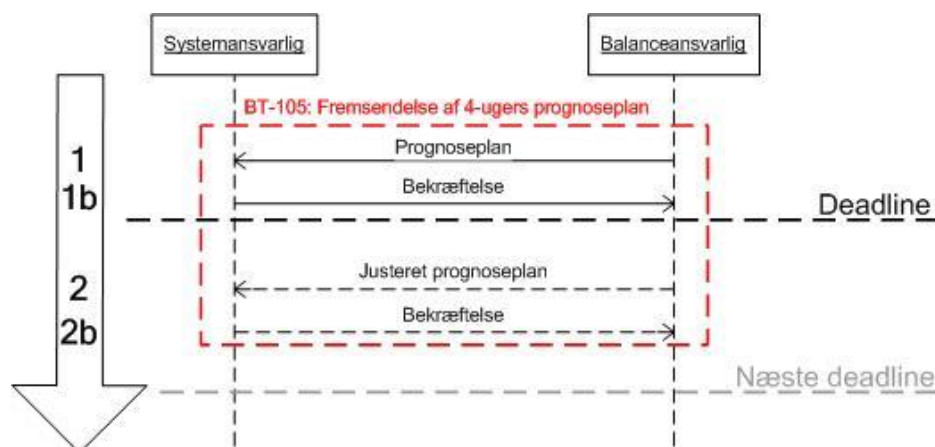 Systemansvarlig
Balanceansvarlig
BT-105: Fremsendelse af 4-ugers prognoseplan
1
Prognoseplan
1b
Bekræftelse
Deadline
2
Justeret prognoseplan
2b
Bekræftelse
Næste deadline